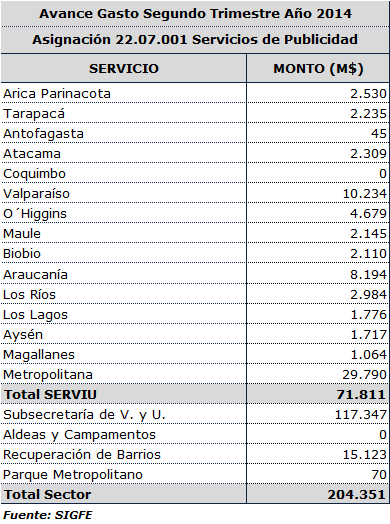 Avance Gasto Segundo Trimestre Año 2014
Asignación 22.07.001 Servicios de Publicidad
SERVICIO MONTO (M$)
Arica Parinacota 2.530
Tarapacá 2.235
Antofagasta 45
Atacama 2.309
Coquimbo 0
Valparaíso 10.234
O´Higgins 4.679
Maule 2.145
Biobio 2.110
Araucanía 8.194
Los Ríos 2.984
Los Lagos 1.776
Aysén 1.717
Magallanes 1.064
Metropolitana 29.790
Total SERVIU 71.811
Subsecretaría de V. y U. 117.347
Aldeas y Campamentos 0
Recuperación de Barrios 15.123
Parque Metropolitano 70
Total Sector 204.351
Fuente: SIGFE